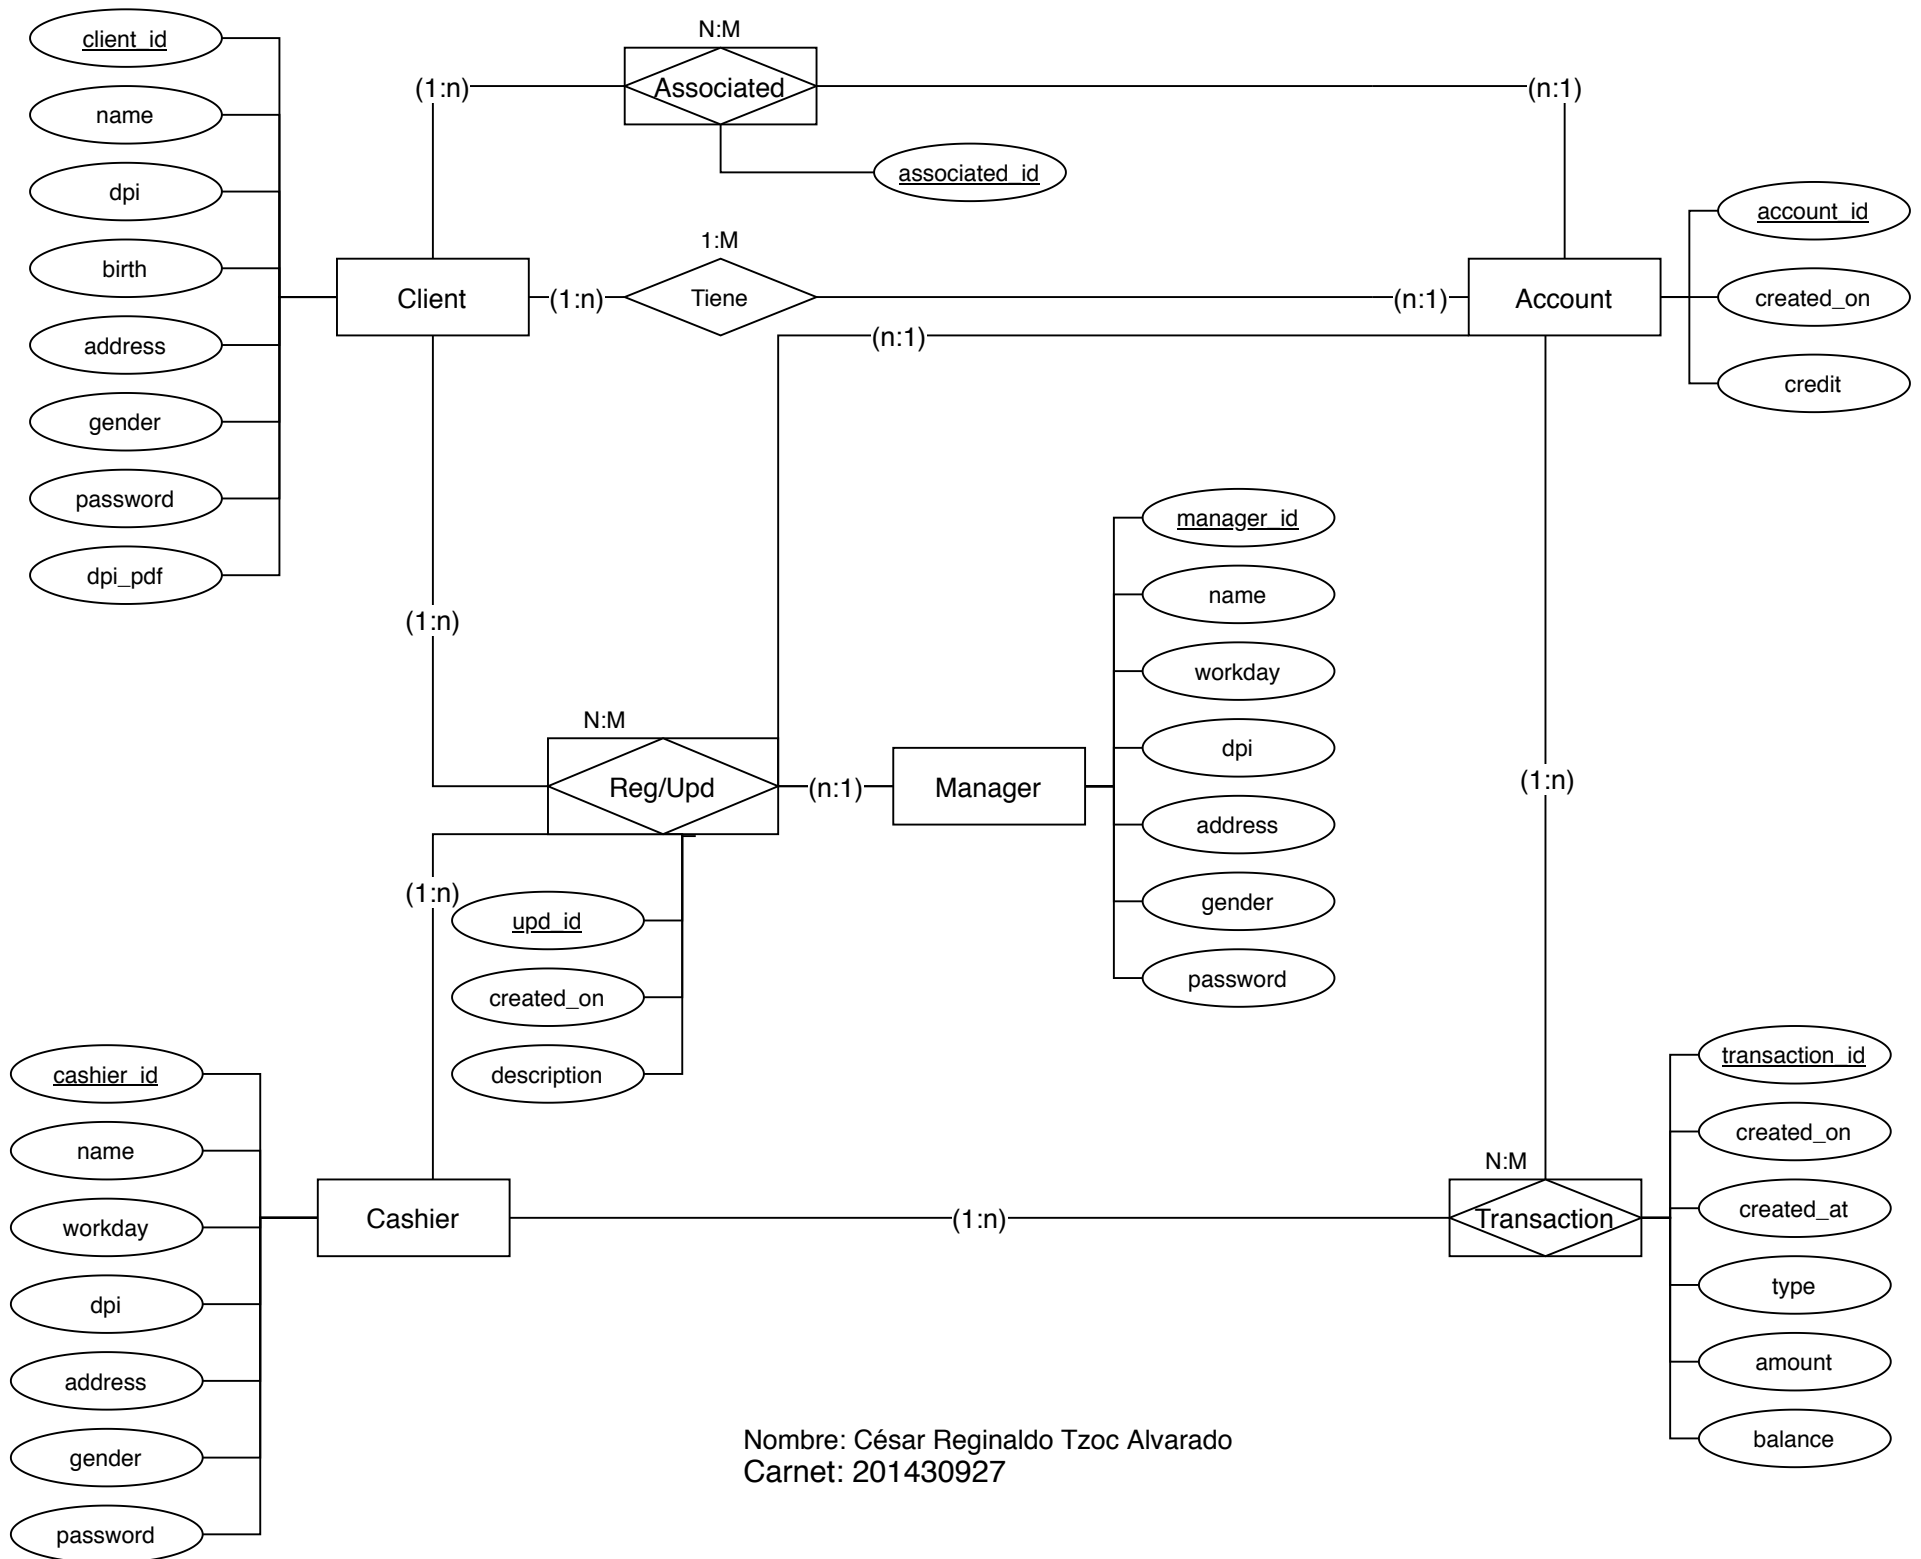 N:M
client_id
(1:n)
Associated
(n:1)
name
associated_id
dpi
account_id
1:M
birth
Client
(1:n)
Tiene
(n:1)
Account
created_on
(n:1)
address
credit
gender
password
manager_id
dpi_pdf
name
(1:n)
workday
N:M
dpi
Reg/Upd
(n:1)
Manager
(1:n)
address
(1:n)
upd_id
gender
created_on
password
description
cashier_id
transaction_id
name
created_on
N:M
workday
Cashier
(1:n)
Transaction
created_at
dpi
type
address
amount
gender
balance
Nombre: César Reginaldo Tzoc Alvarado
Carnet: 201430927
password